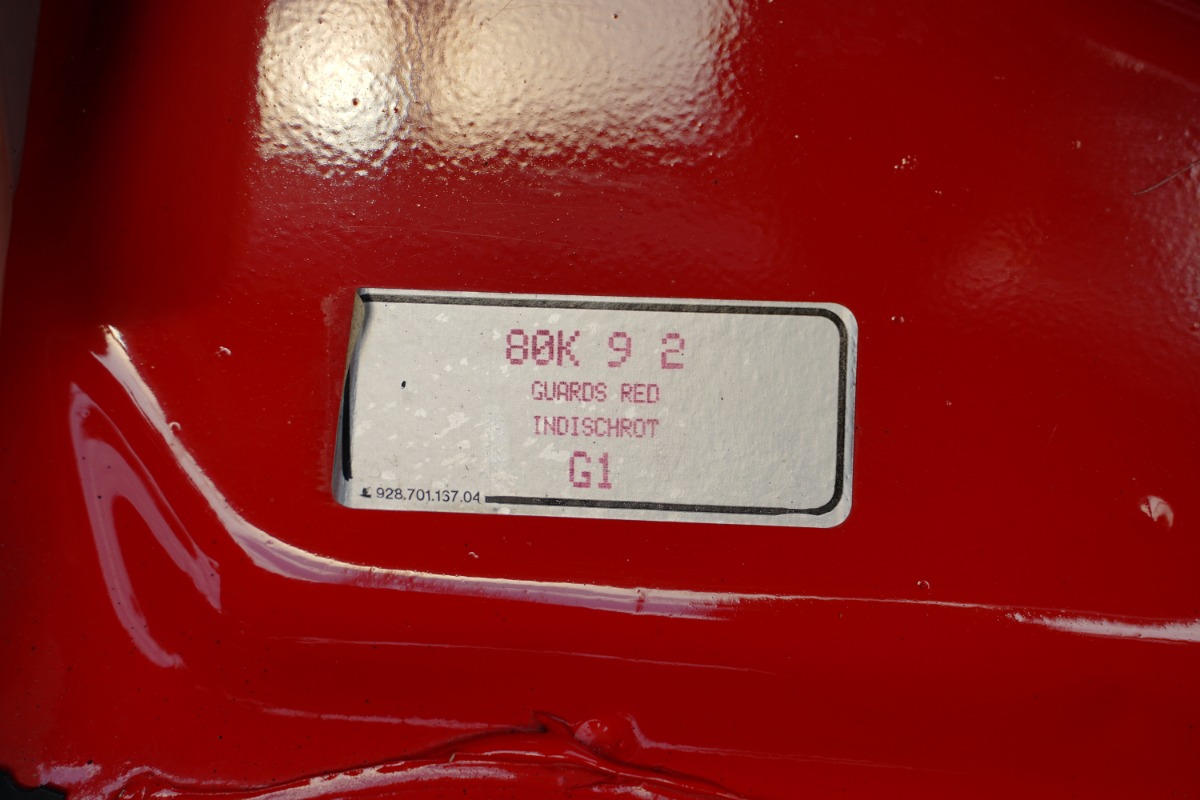 80K 9 2
GUARDS RED
INDISCHROT
G1
928.701.137.04